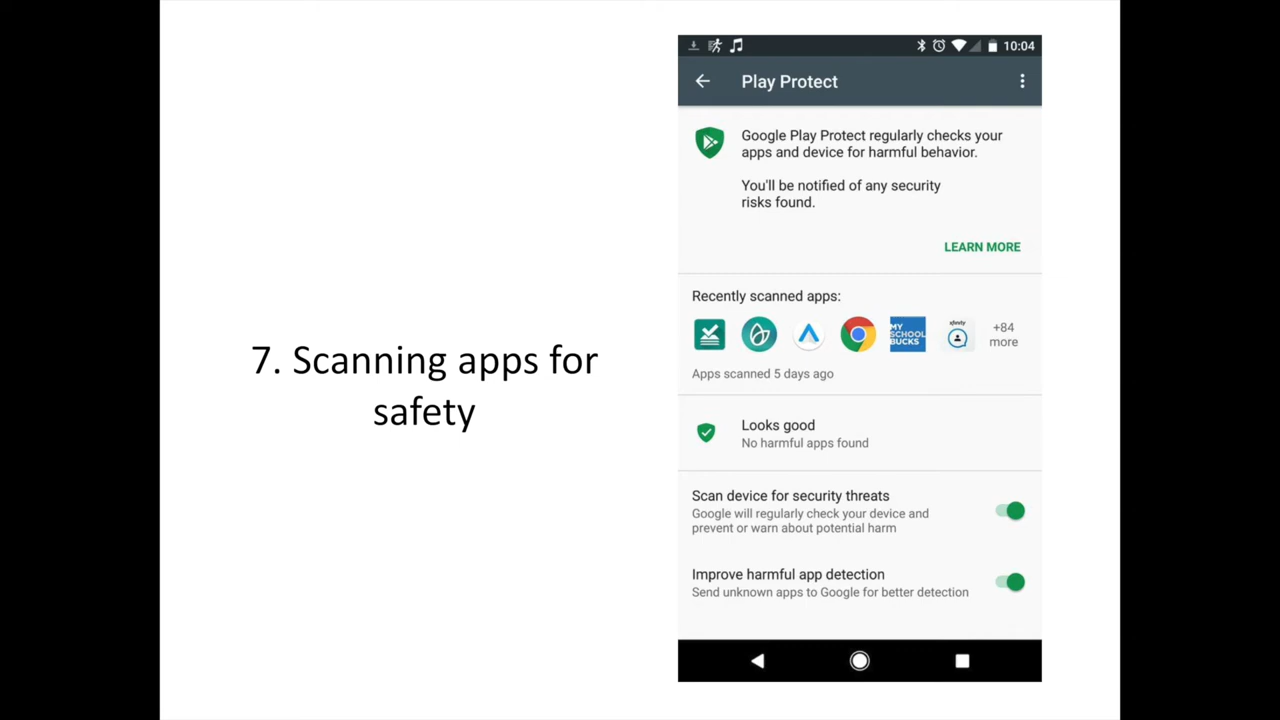 7. Scanning apps for
safety
10:04
Play Protect
Google Play Protect regularly checks your
apps and device for harmful behavior.
You'll be notified of any security
risks found.
LEARN MORE
Recently scanned apps:
MY
SCHOOL
BUCKS
xfinity
+84
more
Apps scanned 5 days ago
Looks good
No harmful apps found
Scan device for security threats
Google will regularly check your device and
prevent or warn about potential harm
Improve harmful app detection
Send unknown apps to Google for better detection